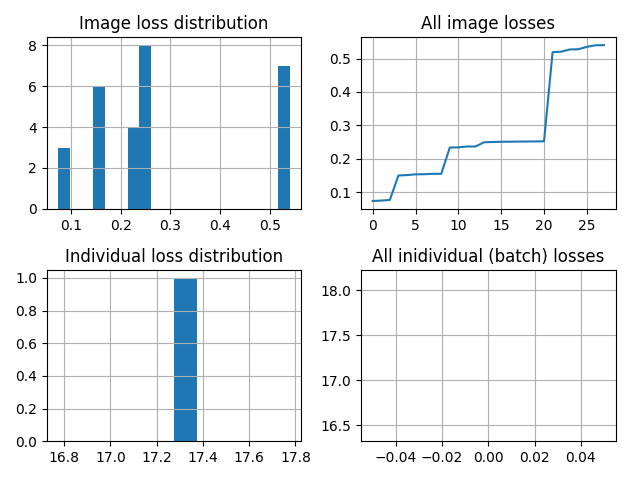 Image loss distribution
8
6
4
2
0
0.1 0.2 0.3 0.4 0.5
All image losses
0.5
0.4
0.3
0.2
0.1
0 5 10 15 20 25
Individual loss distribution
1.0
0.8
0.6
0.4
0.2
0.0
16.8 17.0 17.2 17.4 17.6 17.8
All inidividual (batch) losses
18.0
17.5
17.0
16.5
−0.04 −0.02 0.00 0.02 0.04